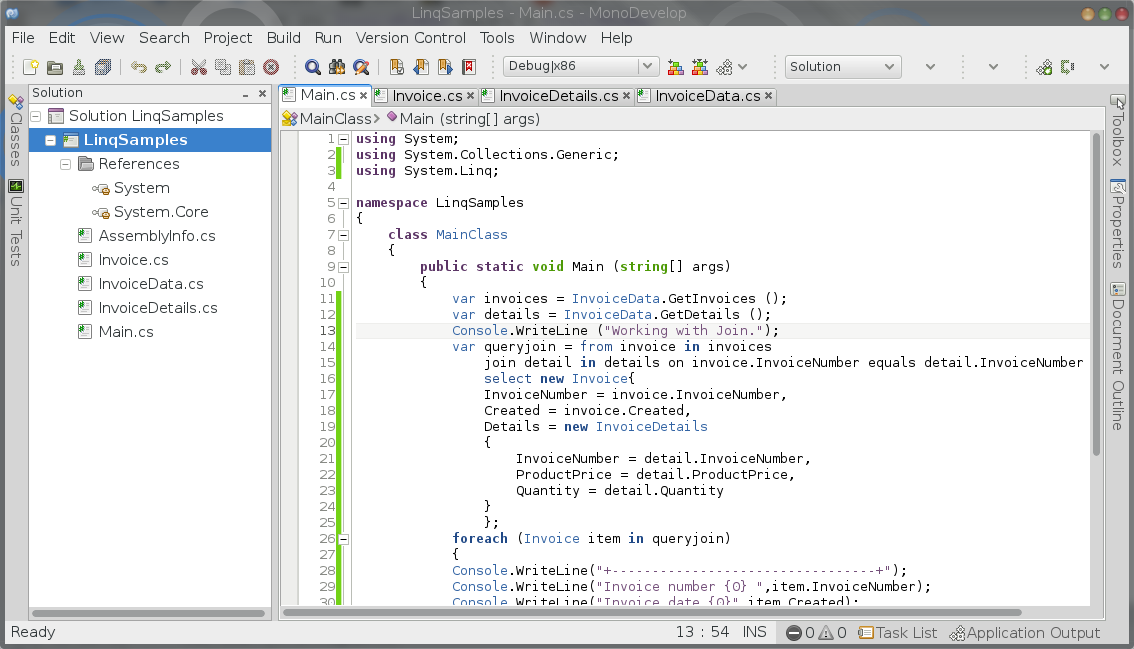 LinqSamples - Main.cs - MonoDevelop
File Edit View Search Project Build Run Version Control Tools Window Help
Debug|x86 Solution
Classes
Unit Tests
Solution
Solution LinqSamples
LinqSamples
References
System
System.Core
AssemblyInfo.cs
Invoice.cs
InvoiceData.cs
InvoiceDetails.cs
Main.cs
Main.cs Invoice.cs InvoiceDetails.cs InvoiceData.cs
MainClass Main (string[] args)
1 using System;
2 using System.Collections.Generic;
3 using System.Linq;
4
5 namespace LinqSamples
6 {
7 class MainClass
8 {
9 public static void Main (string[] args)
10 {
11 var invoices = InvoiceData.GetInvoices ();
12 var details = InvoiceData.GetDetails ();
13 Console.WriteLine ("Working with Join.");
14 var queryjoin = from invoice in invoices
15 join detail in details on invoice.InvoiceNumber equals detail.InvoiceNumber
16 select new Invoice{
17 InvoiceNumber = invoice.InvoiceNumber,
18 Created = invoice.Created,
19 Details = new InvoiceDetails
20 {
21 InvoiceNumber = detail.InvoiceNumber,
22 ProductPrice = detail.ProductPrice,
23 Quantity = detail.Quantity
24 }
25 };
26 foreach (Invoice item in queryjoin)
27 {
28 Console.WriteLine("+---------------------------------+");
29 Console.WriteLine("Invoice number {0} ",item.InvoiceNumber);
30 Console.WriteLine("Invoice date {0}",item.Created);
Toolbox
Properties
Document Outline
Ready 13 : 54 INS 0 0 Task List Application Output